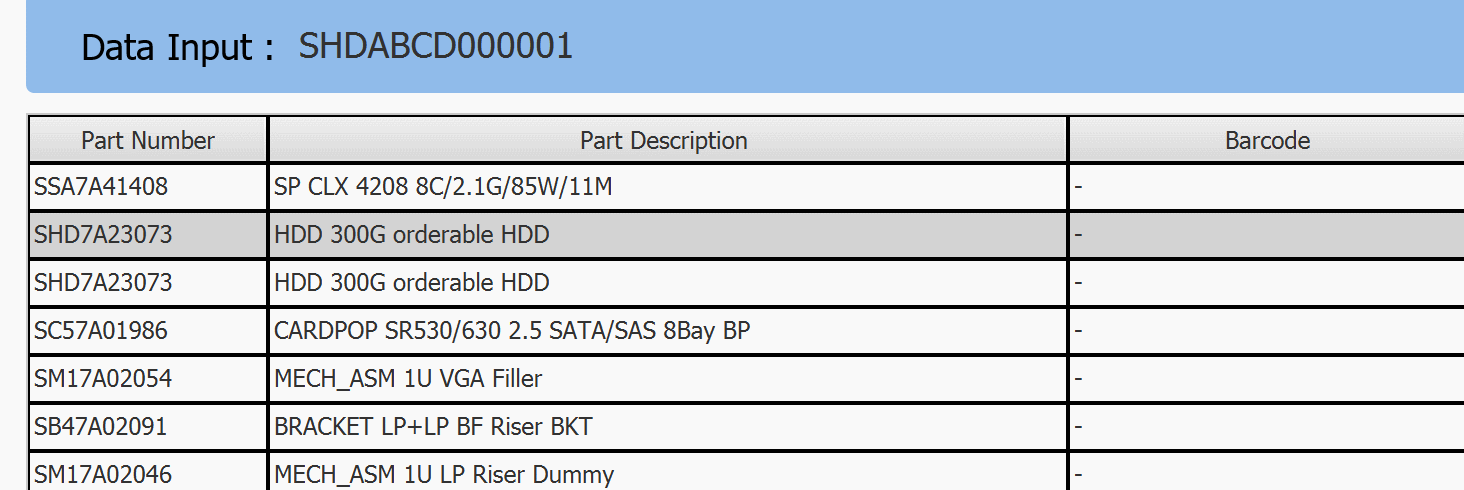 Data Input : SHDABCD000001
Part Number Part Description Barcode
SSA7A41408 SP CLX 4208 8C/2.1G/85W/11M -
SHD7A23073 HDD 300G orderable HDD -
SHD7A23073 HDD 300G orderable HDD -
SC57A01986 CARDPOP SR530/630 2.5 SATA/SAS 8Bay BP -
SM17A02054 MECH_ASM 1U VGA Filler -
SB47A02091 BRACKET LP+LP BF Riser BKT -
SM17A02046 MECH_ASM 1U LP Riser Dummy -